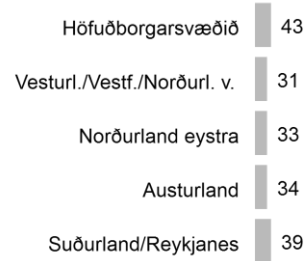 Höfuðborgarsvæðið 43
Vesturl./Vestf./Norðurl. v. 31
Norðurland eystra 33
Austurland 34
Suðurland/Reykjanes 39